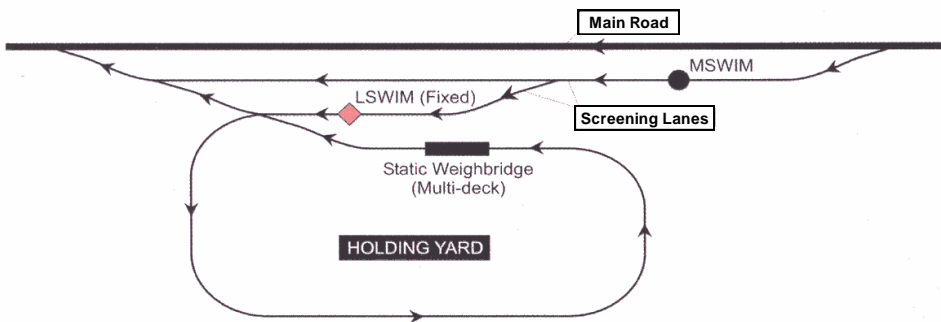 Main Road
MSWIM
LSWIM (Fixed)
Screening Lanes
Static Weighbridge
(Multi-deck)
HOLDING YARD